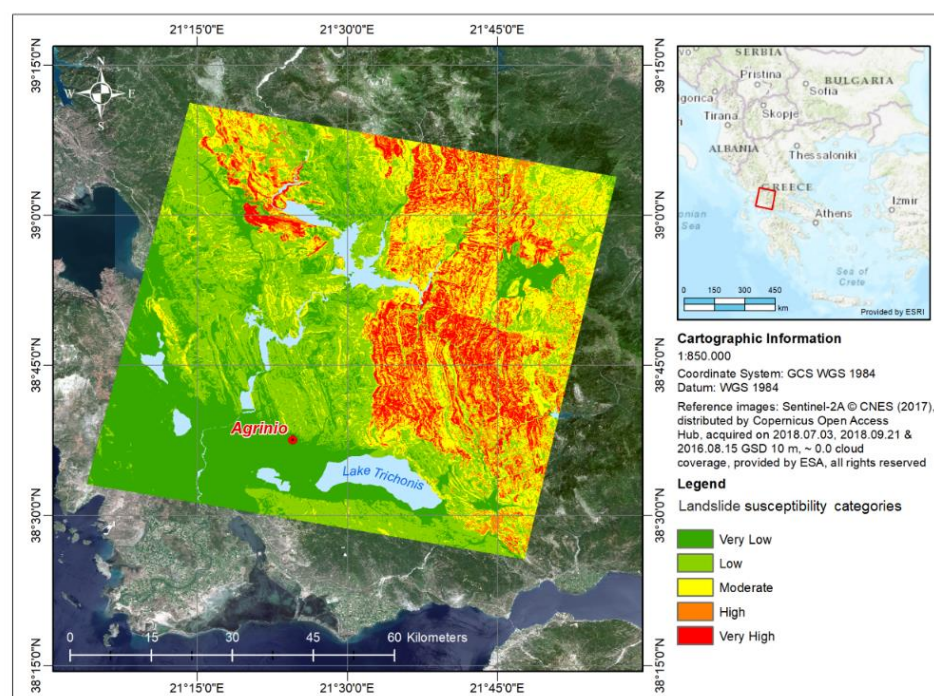 21°15'0"E
21°30'0"E
21°45'0"E
39°15'0"N
39°0'0"N
38°45'0"N
38°30'0"N
38°15'0"N
N
W
E
S
Agrinio
Lake Trichonis
0 15 30 45 60 Kilometers
39°15'0"N
39°0'0"N
38°45'0"N
38°30'0"N
38°15'0"N
21°15'0"E
21°30'0"E
21°45'0"E
SERBIA
Pristina
Sofia
BULGARIA
gorica
Skopje
Tirana
ALBANIA
Thessaloniki
REECE
onian
Sea
Athens
Izmir
Sea of
Crete
0 150 300 450
km
Provided by ESRI
Cartographic Information
1:850.000
Coordinate System: GCS WGS 1984
Datum: WGS 1984
Reference images: Sentinel-2A © CNES (2017),
distributed by Copernicus Open Access
Hub, acquired on 2018.07.03, 2018.09.21 &
2016.08.15 GSD 10 m, ~ 0.0 cloud
coverage, provided by ESA, all rights reserved
Legend
Landslide susceptibility categories
Very Low
Low
Moderate
High
Very High